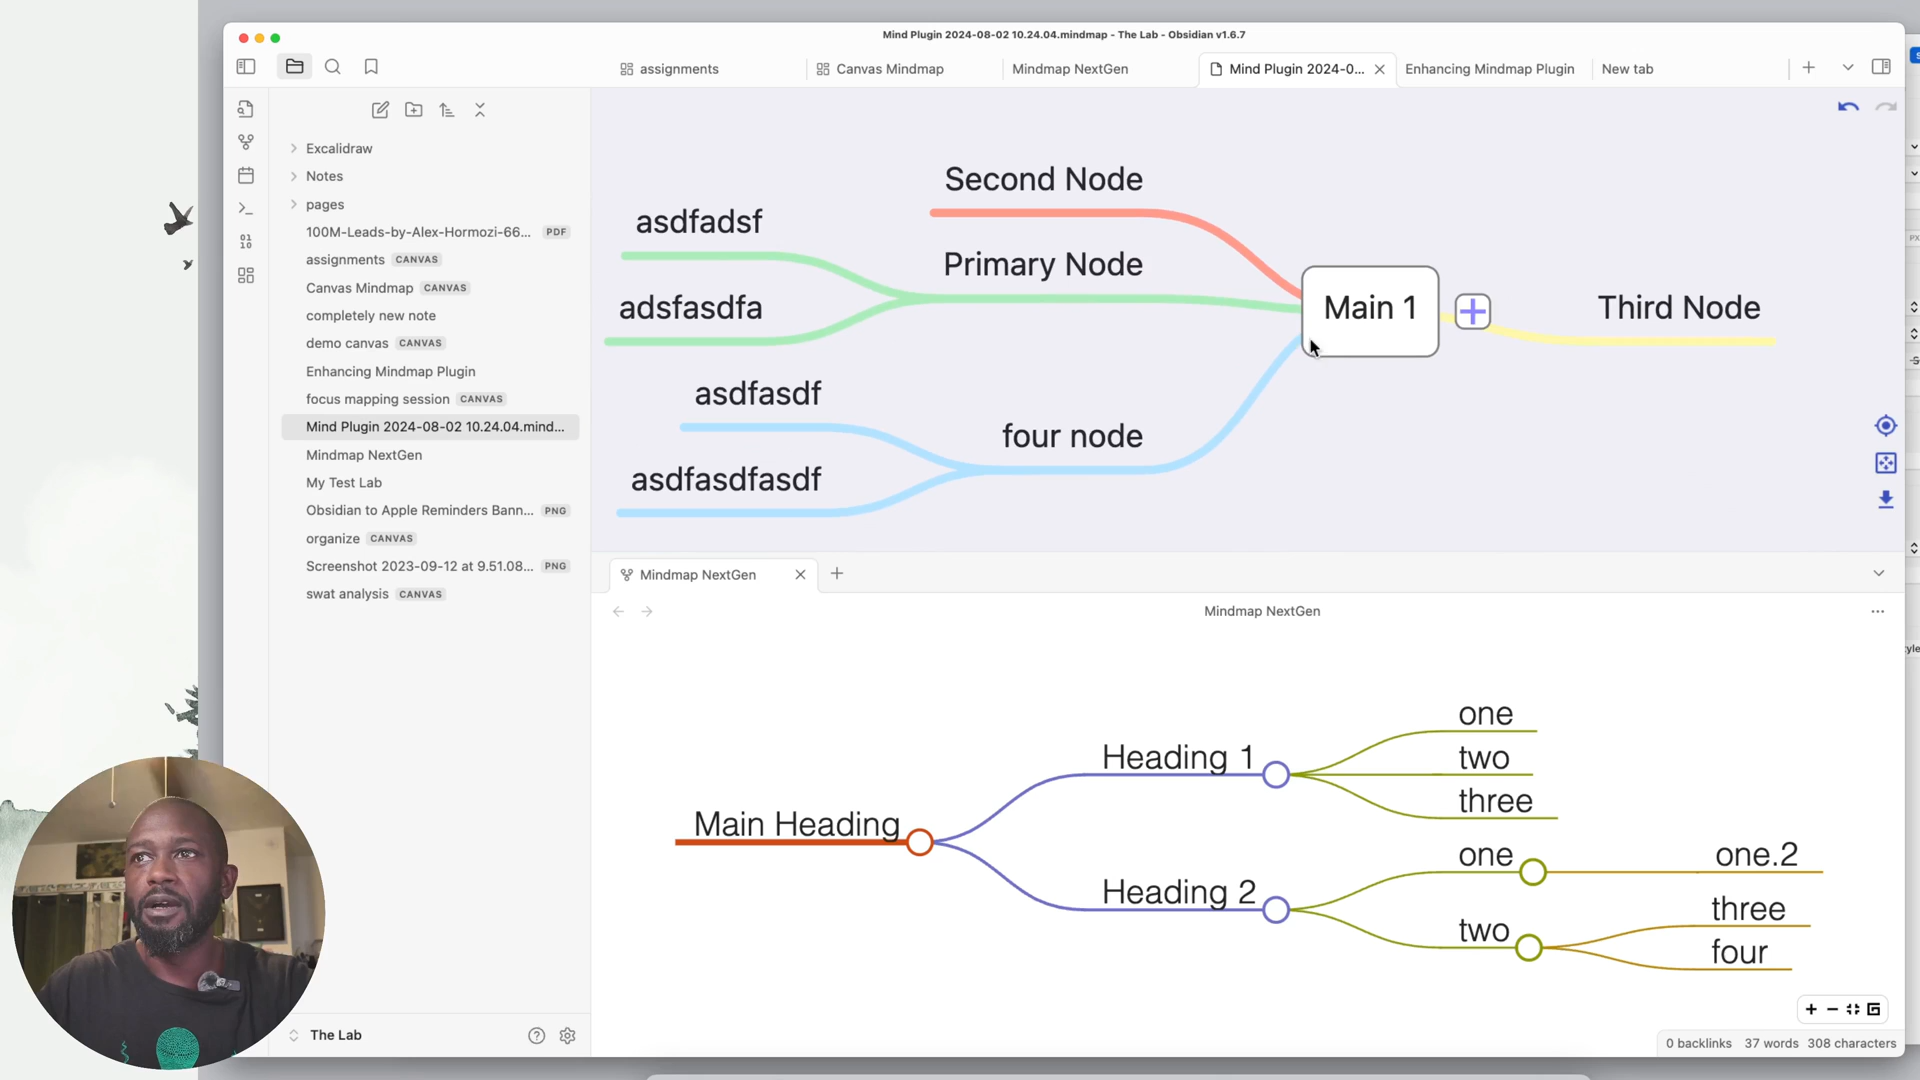 Mind Plugin 2024-08-02 10.24.04.mindmap - The Lab - Obsidian v1.6.7
assignments
Canvas Mindmap
Mindmap NextGen
Mind Plugin 2024-0...
Enhancing Mindmap Plugin
New tab
Excalidraw
Notes
pages
100M-Leads-by-Alex-Hormozi-66... PDF
assignments CANVAS
Canvas Mindmap CANVAS
completely new note
demo canvas CANVAS
Enhancing Mindmap Plugin
focus mapping session CANVAS
Mind Plugin 2024-08-02 10.24.04.mind...
Mindmap NextGen
My Test Lab
Obsidian to Apple Reminders Bann... PNG
organize CANVAS
Screenshot 2023-09-12 at 9.51.08... PNG
swat analysis CANVAS
The Lab
Second Node
asdfadsf
Primary Node
adsfasdfa
Main 1
Third Node
asdfasdf
four node
asdfasdfasdf
Mindmap NextGen
Mindmap NextGen
Main Heading
Heading 1
one
two
three
Heading 2
one
one.2
two
three
four
0 backlinks 37 words 308 characters